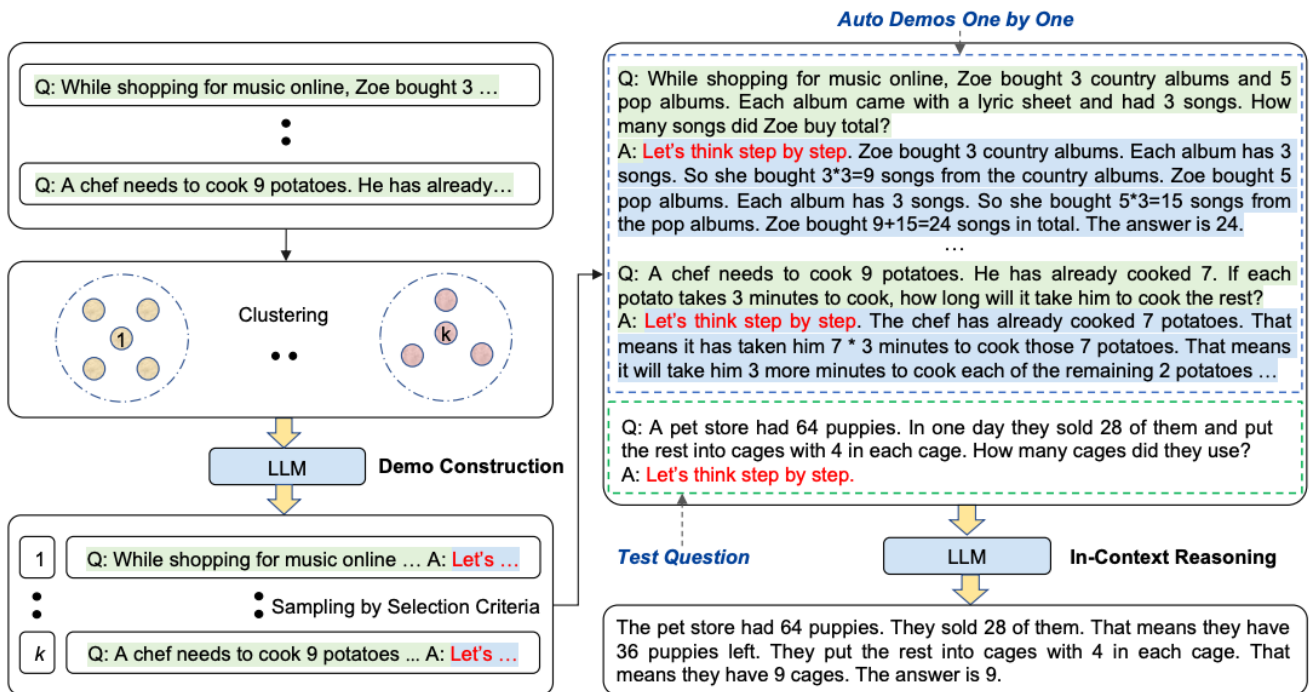 Q: While shopping for music online, Zoe bought 3 …
Q: A chef needs to cook 9 potatoes. He has already…
1
Clustering
k
LLM
Demo Construction
1
Q: While shopping for music online … A: Let's …
Sampling by Selection Criteria
k
Q: A chef needs to cook 9 potatoes ... A: Let's …
Auto Demos One by One
Q: While shopping for music online, Zoe bought 3 country albums and 5
pop albums. Each album came with a lyric sheet and had 3 songs. How
many songs did Zoe buy total?
A: Let's think step by step. Zoe bought 3 country albums. Each album has 3
songs. So she bought 3*3=9 songs from the country albums. Zoe bought 5
pop albums. Each album has 3 songs. So she bought 5*3=15 songs from
the pop albums. Zoe bought 9+15=24 songs in total. The answer is 24.
…
Q: A chef needs to cook 9 potatoes. He has already cooked 7. If each
potato takes 3 minutes to cook, how long will it take him to cook the rest?
A: Let's think step by step. The chef has already cooked 7 potatoes. That
means it has taken him 7 * 3 minutes to cook those 7 potatoes. That means
it will take him 3 more minutes to cook each of the remaining 2 potatoes …
Q: A pet store had 64 puppies. In one day they sold 28 of them and put
the rest into cages with 4 in each cage. How many cages did they use?
A: Let's think step by step.
Test Question
LLM
In-Context Reasoning
The pet store had 64 puppies. They sold 28 of them. That means they have
36 puppies left. They put the rest into cages with 4 in each cage. That
means they have 9 cages. The answer is 9.